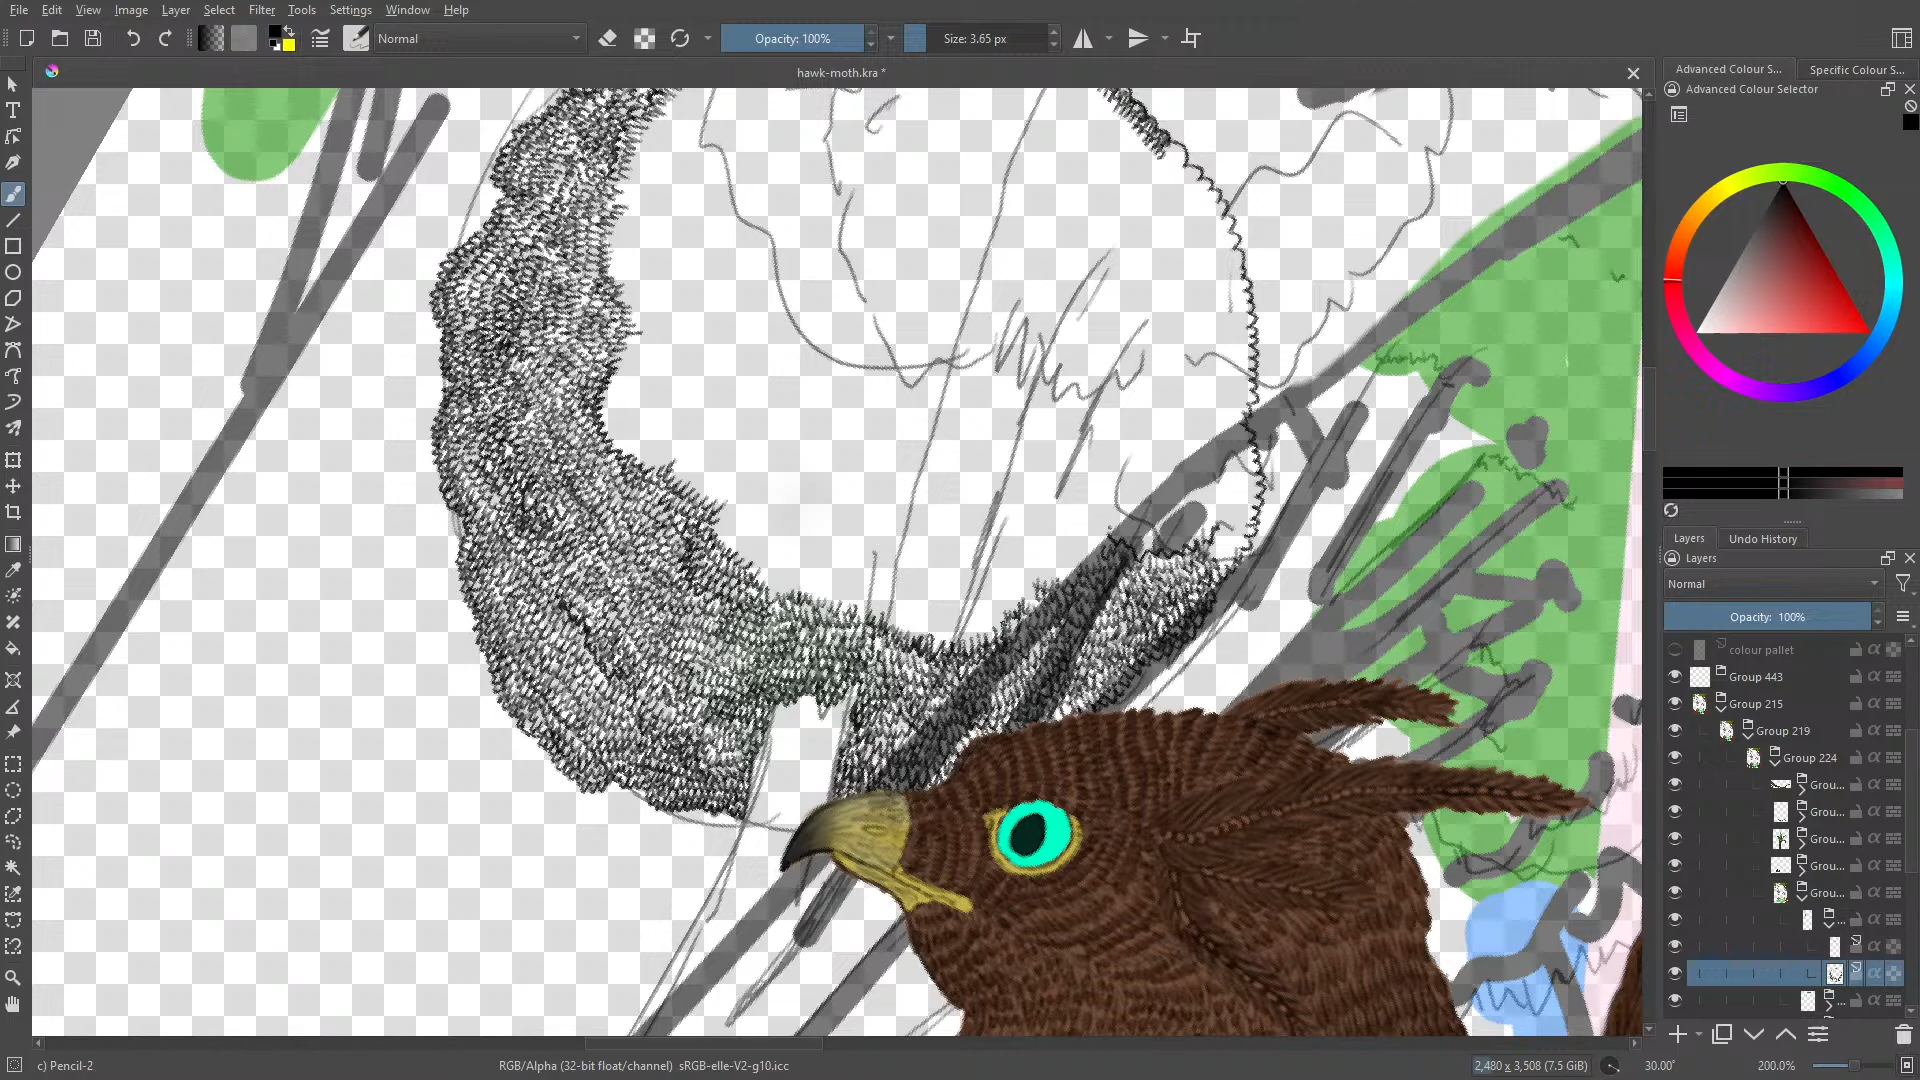 File Edit View Image Layer Select Filter Tools Settings Window Help
Normal
Opacity: 100%
Size: 3.65 px
hawk-moth.kra *
Advanced Colour S...
Specific Colour S...
Advanced Colour Selector
Layers
Undo History
Layers
Normal
Opacity: 100%
colour pallet
Group 443
Group 215
Group 219
Group 224
Grou...
Grou...
Grou...
Grou...
Grou...
...
...
c) Pencil-2
RGB/Alpha (32-bit float/channel) sRGB-elle-V2-g10.icc
2,480 x 3,508 (7.5 GiB)
30.00°
200.0%